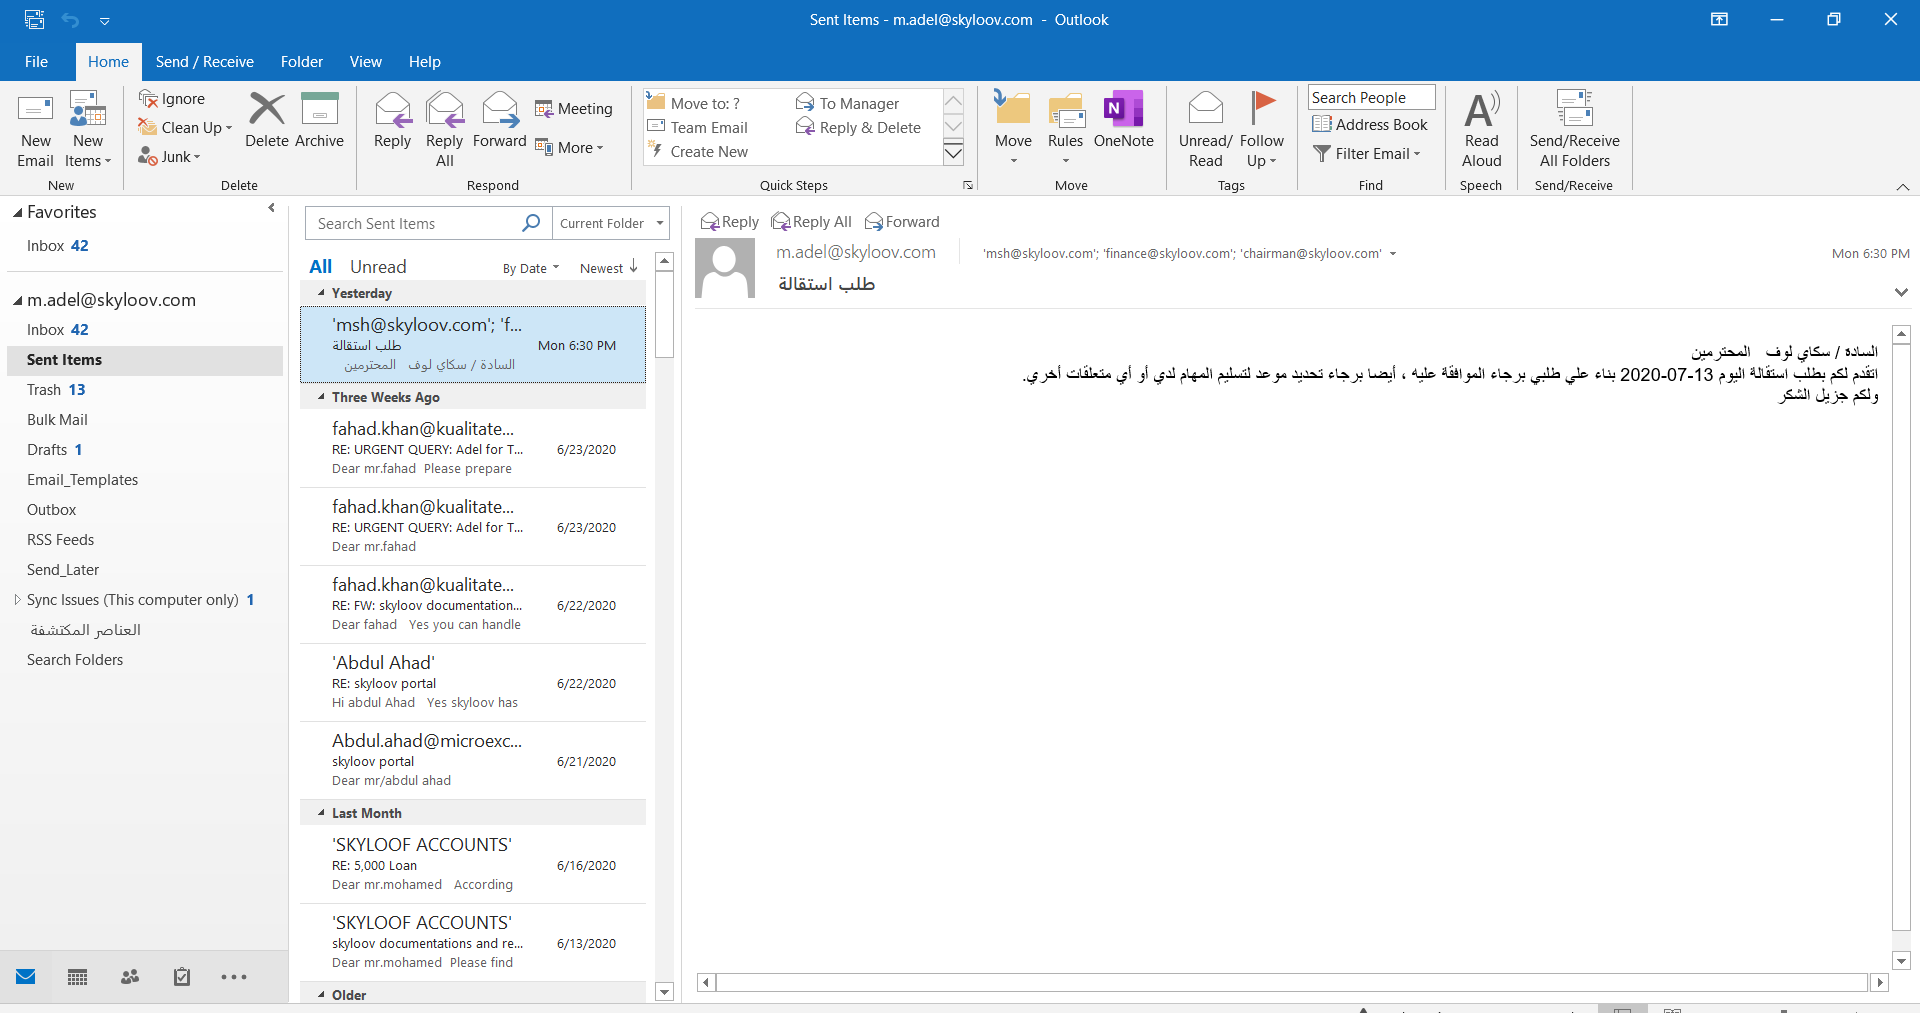 Sent Items - m.adel@skyloov.com - Outlook
File Home Send / Receive Folder View Help
New Email
New Items
New
Ignore
Clean Up
Junk
Delete
Archive
Delete
Reply
Reply All
Forward
Meeting
More
Respond
Move to: ?
Team Email
Create New
To Manager
Reply & Delete
Quick Steps
Move
Rules
OneNote
Move
Unread/ Read
Follow Up
Tags
Search People
Address Book
Filter Email
Find
Read Aloud
Speech
Send/Receive All Folders
Send/Receive
Favorites
Inbox 42
m.adel@skyloov.com
Inbox 42
Sent Items
Trash 13
Bulk Mail
Drafts 1
Email_Templates
Outbox
RSS Feeds
Send_Later
Sync Issues (This computer only) 1
العناصر المكتشفة
Search Folders
Search Sent Items
Current Folder
All Unread
By Date Newest
Yesterday
'msh@skyloov.com'; 'f...
طلب استقالة Mon 6:30 PM
السادة / سكاي لوف المحترمين
Three Weeks Ago
fahad.khan@kualitate...
RE: URGENT QUERY: Adel for T... 6/23/2020
Dear mr.fahad Please prepare
fahad.khan@kualitate...
RE: URGENT QUERY: Adel for T... 6/23/2020
Dear mr.fahad
fahad.khan@kualitate...
RE: FW: skyloov documentation... 6/22/2020
Dear fahad Yes you can handle
'Abdul Ahad'
RE: skyloov portal 6/22/2020
Hi abdul Ahad Yes skyloov has
Abdul.ahad@microexc...
skyloov portal 6/21/2020
Dear mr/abdul ahad
Last Month
'SKYLOOF ACCOUNTS'
RE: 5,000 Loan 6/16/2020
Dear mr.mohamed According
'SKYLOOF ACCOUNTS'
skyloov documentations and re... 6/13/2020
Dear mr.mohamed Please find
Older
Reply Reply All Forward
m.adel@skyloov.com
'msh@skyloov.com'; 'finance@skyloov.com'; 'chairman@skyloov.com'
Mon 6:30 PM
طلب استقالة
السادة / سكاي لوف المحترمين
اتقدم لكم بطلب استقالة اليوم 13-07-2020 بناء علي طلبي برجاء الموافقة عليه ، أيضا برجاء تحديد موعد لتسليم المهام لدي أو أي متعلقات أخري.
ولكم جزيل الشكر